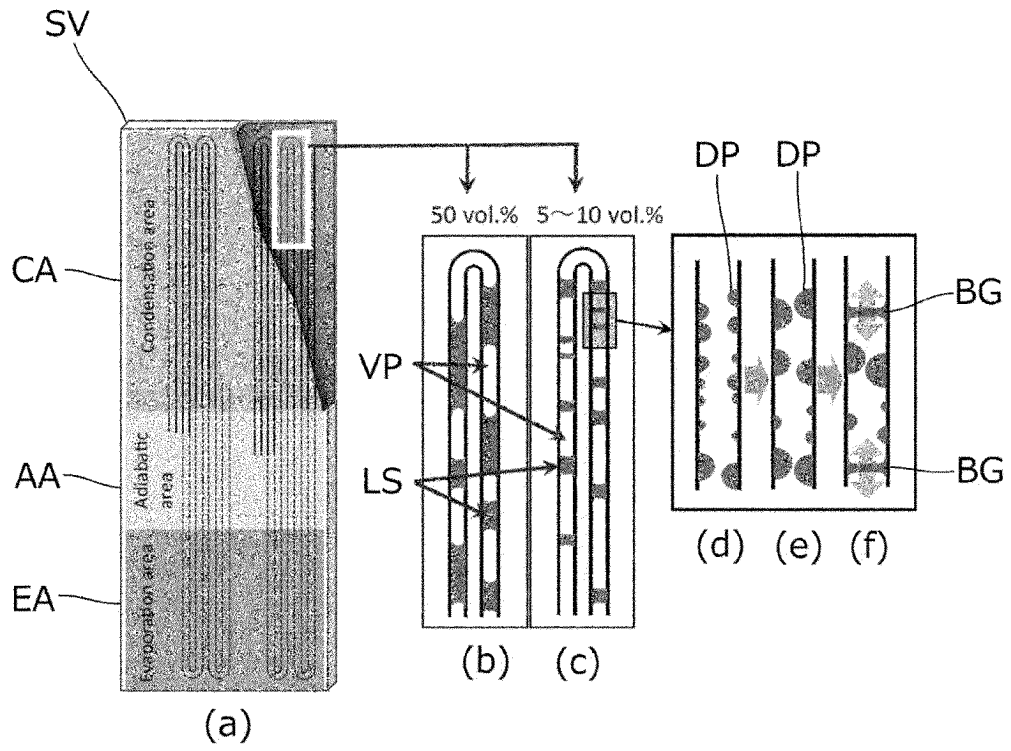 SV
CA
AA
EA
Condensation area
Adiabatic
area
Evaporation area
(a)
50 vol.%
5～10 vol.%
VP
LS
(b)
(c)
DP
DP
BG
BG
(d)
(e)
(f)